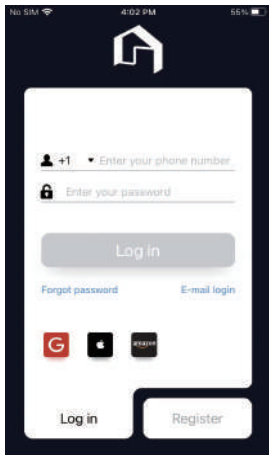 No SIM 4:02 PM 55%
+1 Enter your phone number
Enter your password
Log in
Forgot password E-mail login
G amazon
Log in Register